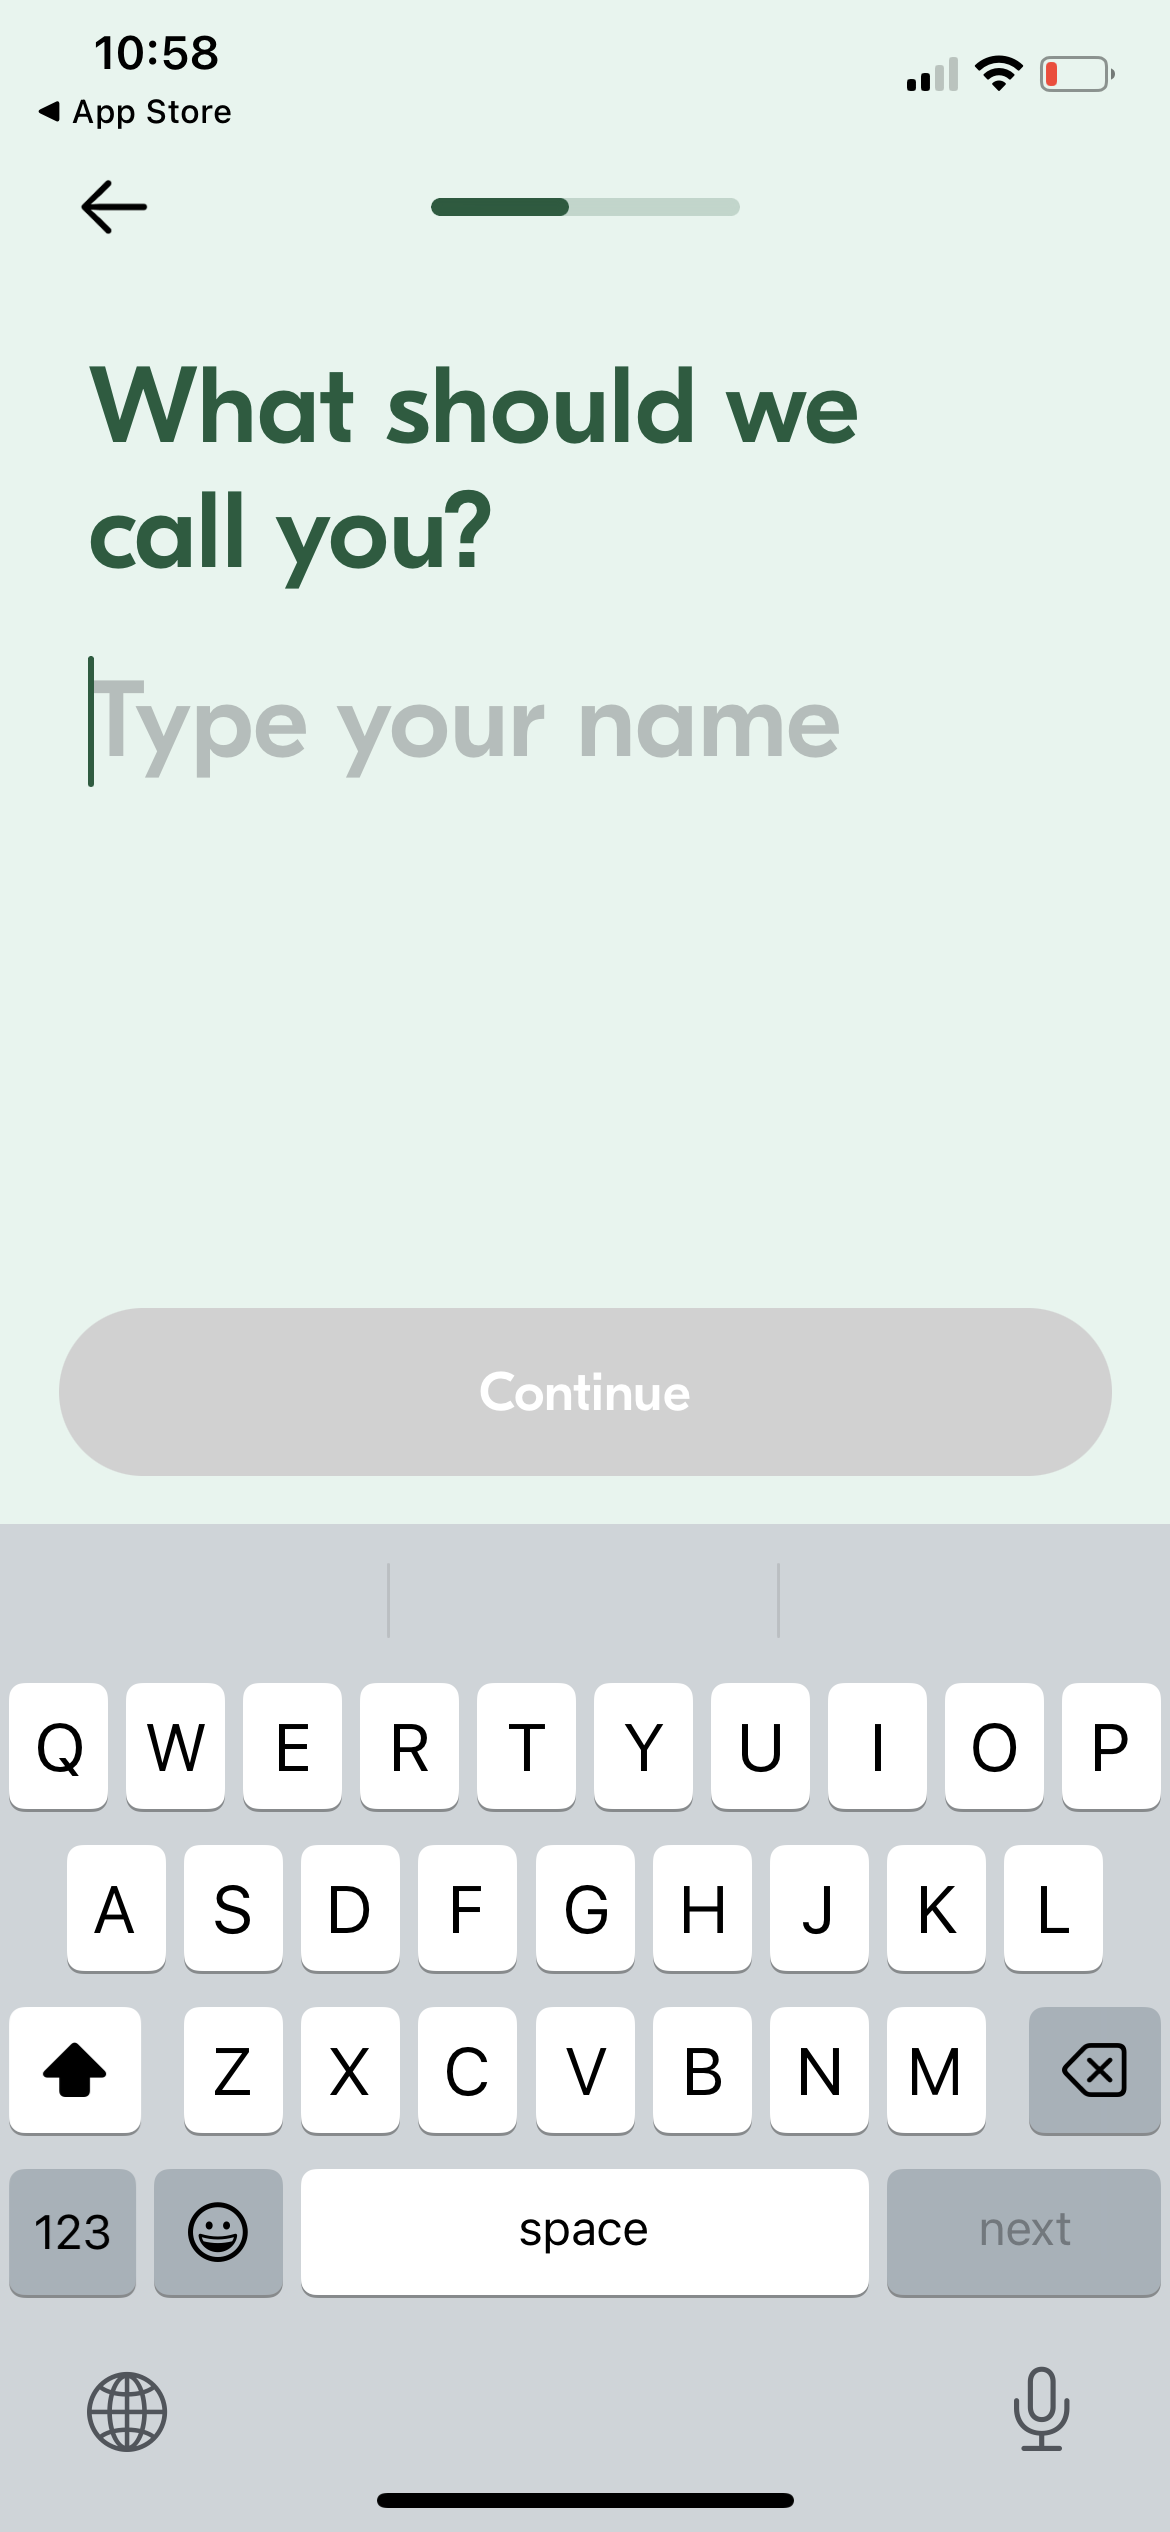 10:58
App Store
What should we
call you?
Type your name
Continue
Q W E R T Y U I O P
A S D F G H J K L
Z X C V B N M
123 space next